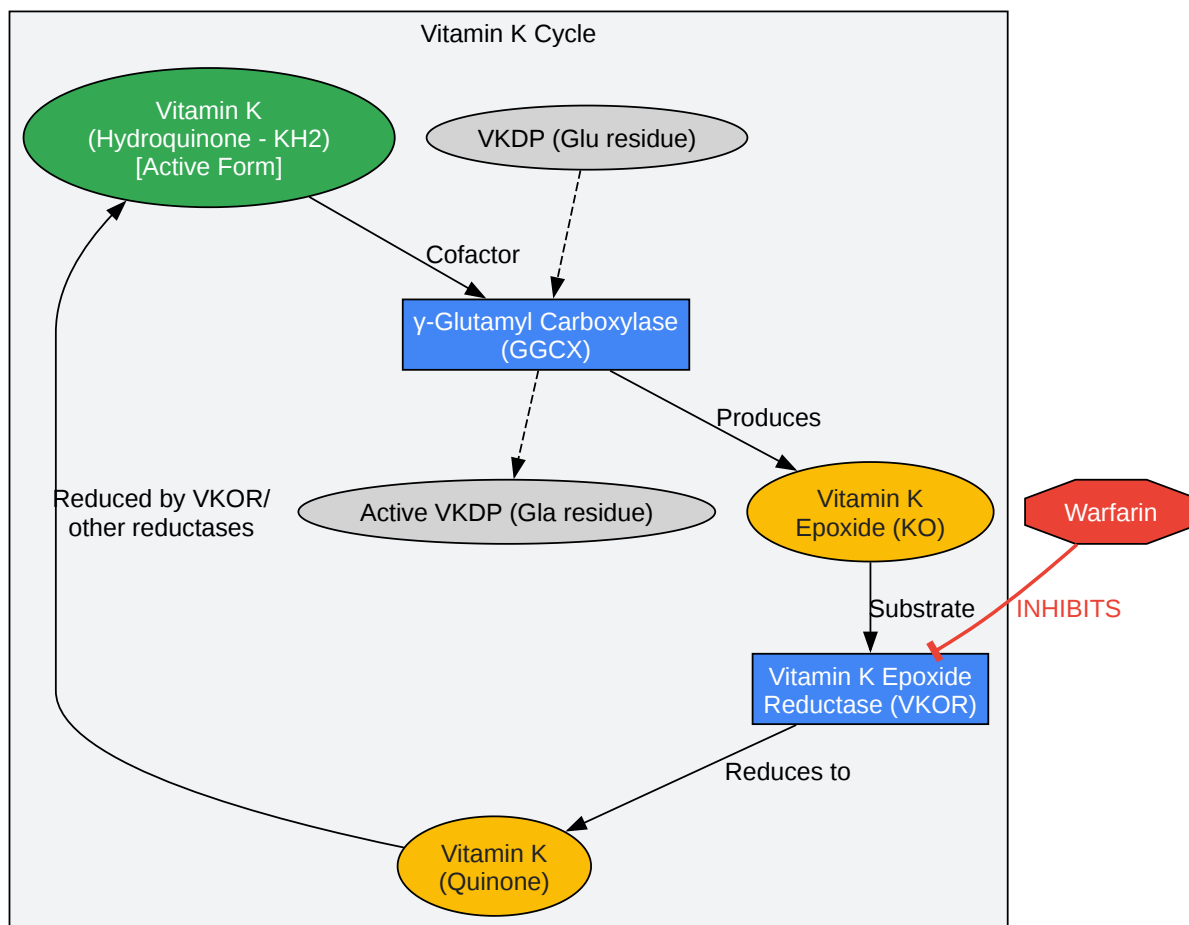 Vitamin K Cycle
Vitamin K
(Hydroquinone - KH2)
[Active Form]
VKDP (Glu residue)
Cofactor
γ-Glutamyl Carboxylase
(GGCX)
Produces
Reduced by VKOR/
other reductases
Active VKDP (Gla residue)
Vitamin K
Epoxide (KO)
Warfarin
Substrate
INHIBITS
Vitamin K Epoxide
Reductase (VKOR)
Reduces to
Vitamin K
(Quinone)